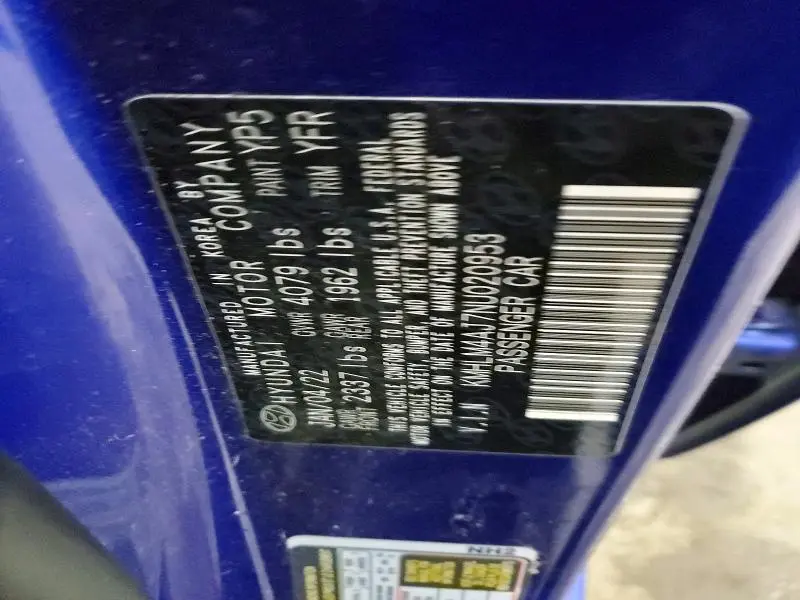 MANUFACTURED IN KOREA BY
HYUNDAI MOTOR COMPANY
JAN/04/22 GVWR 4079 lbs PAINT YP5
GAWR FRONT 2337 lbs GAWR REAR 1962 lbs TRIM YFR
THIS VEHICLE CONFORMS TO ALL APPLICABLE U.S.A. FEDERAL
MOTOR VEHICLE SAFETY, BUMPER, AND THEFT PREVENTION STANDARDS
IN EFFECT ON THE DATE OF MANUFACTURE SHOWN ABOVE
V.I.N KMHLM4AJ7NU020953
PASSENGER CAR
NH2